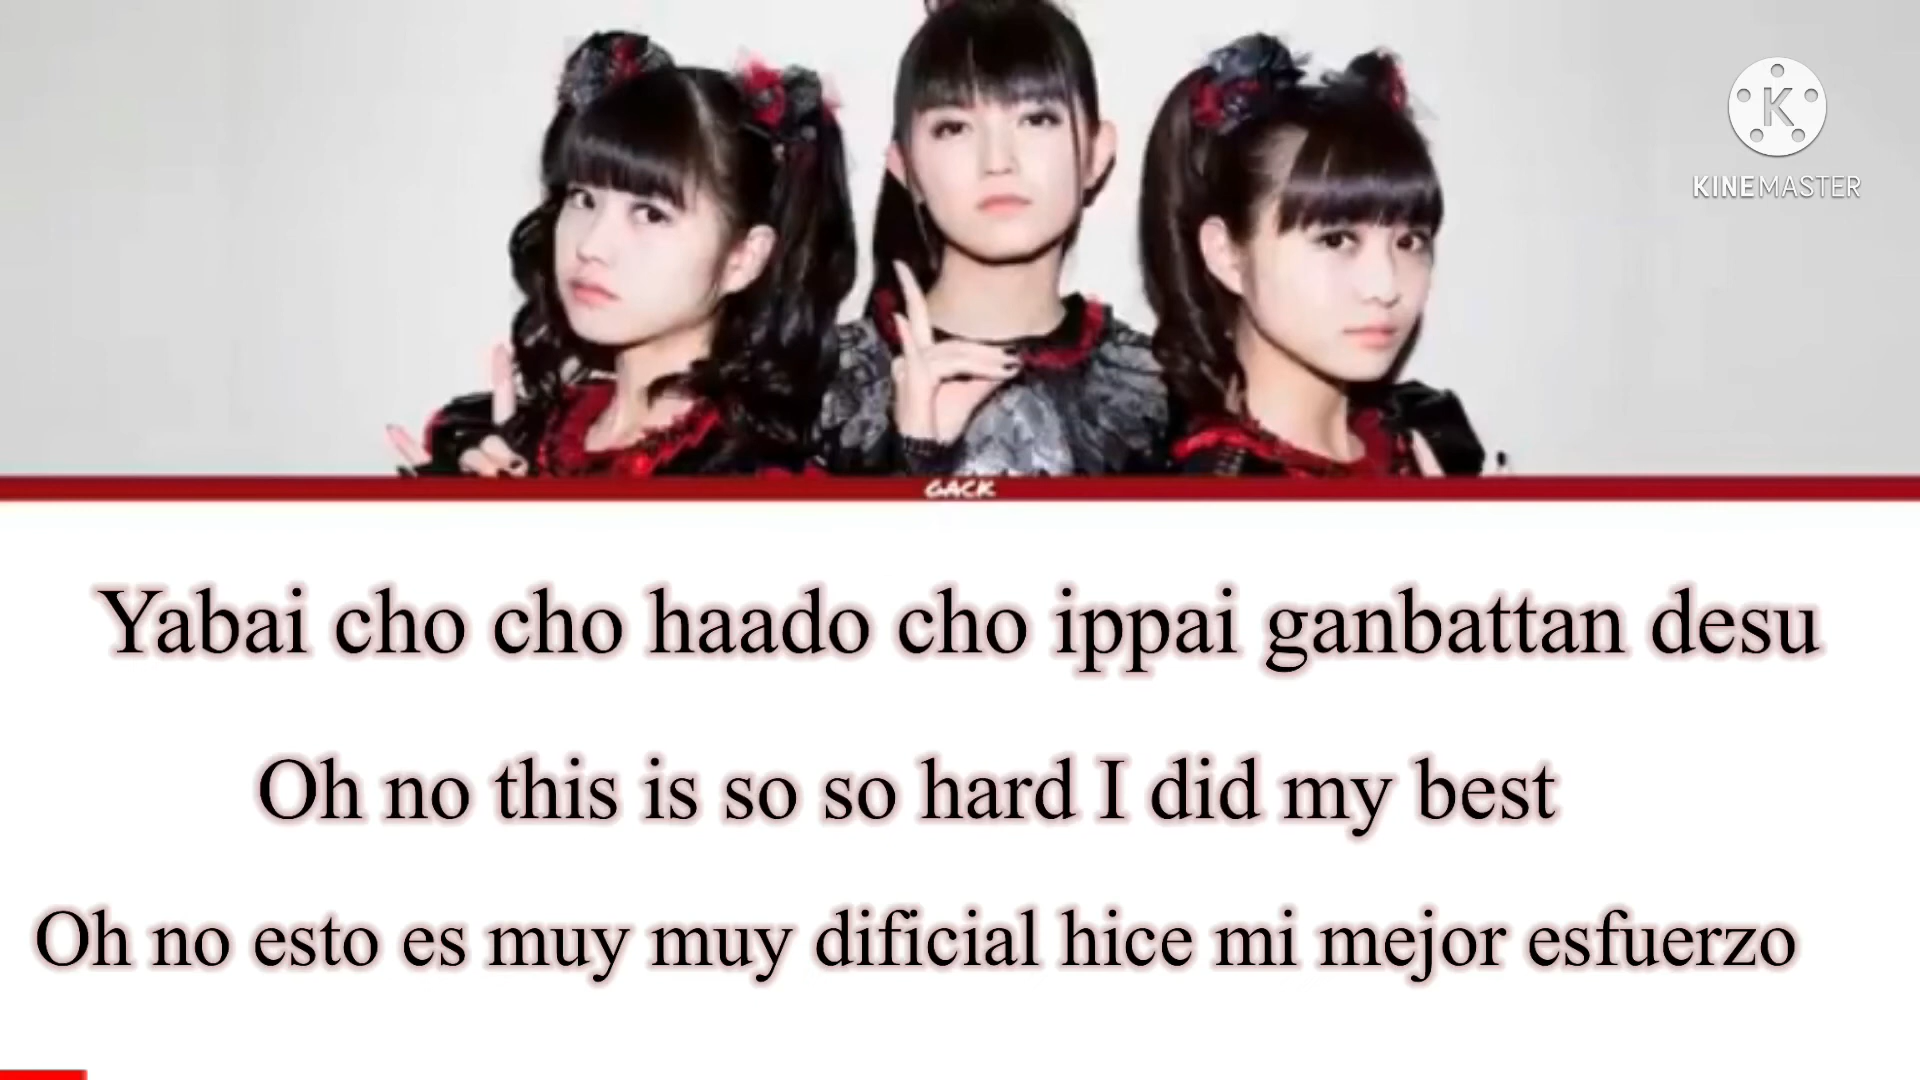 K
KINEMASTER
GACK
Yabai cho cho haado cho ippai ganbattan desu
Oh no this is so so hard I did my best
Oh no esto es muy muy dificial hice mi mejor esfuerzo